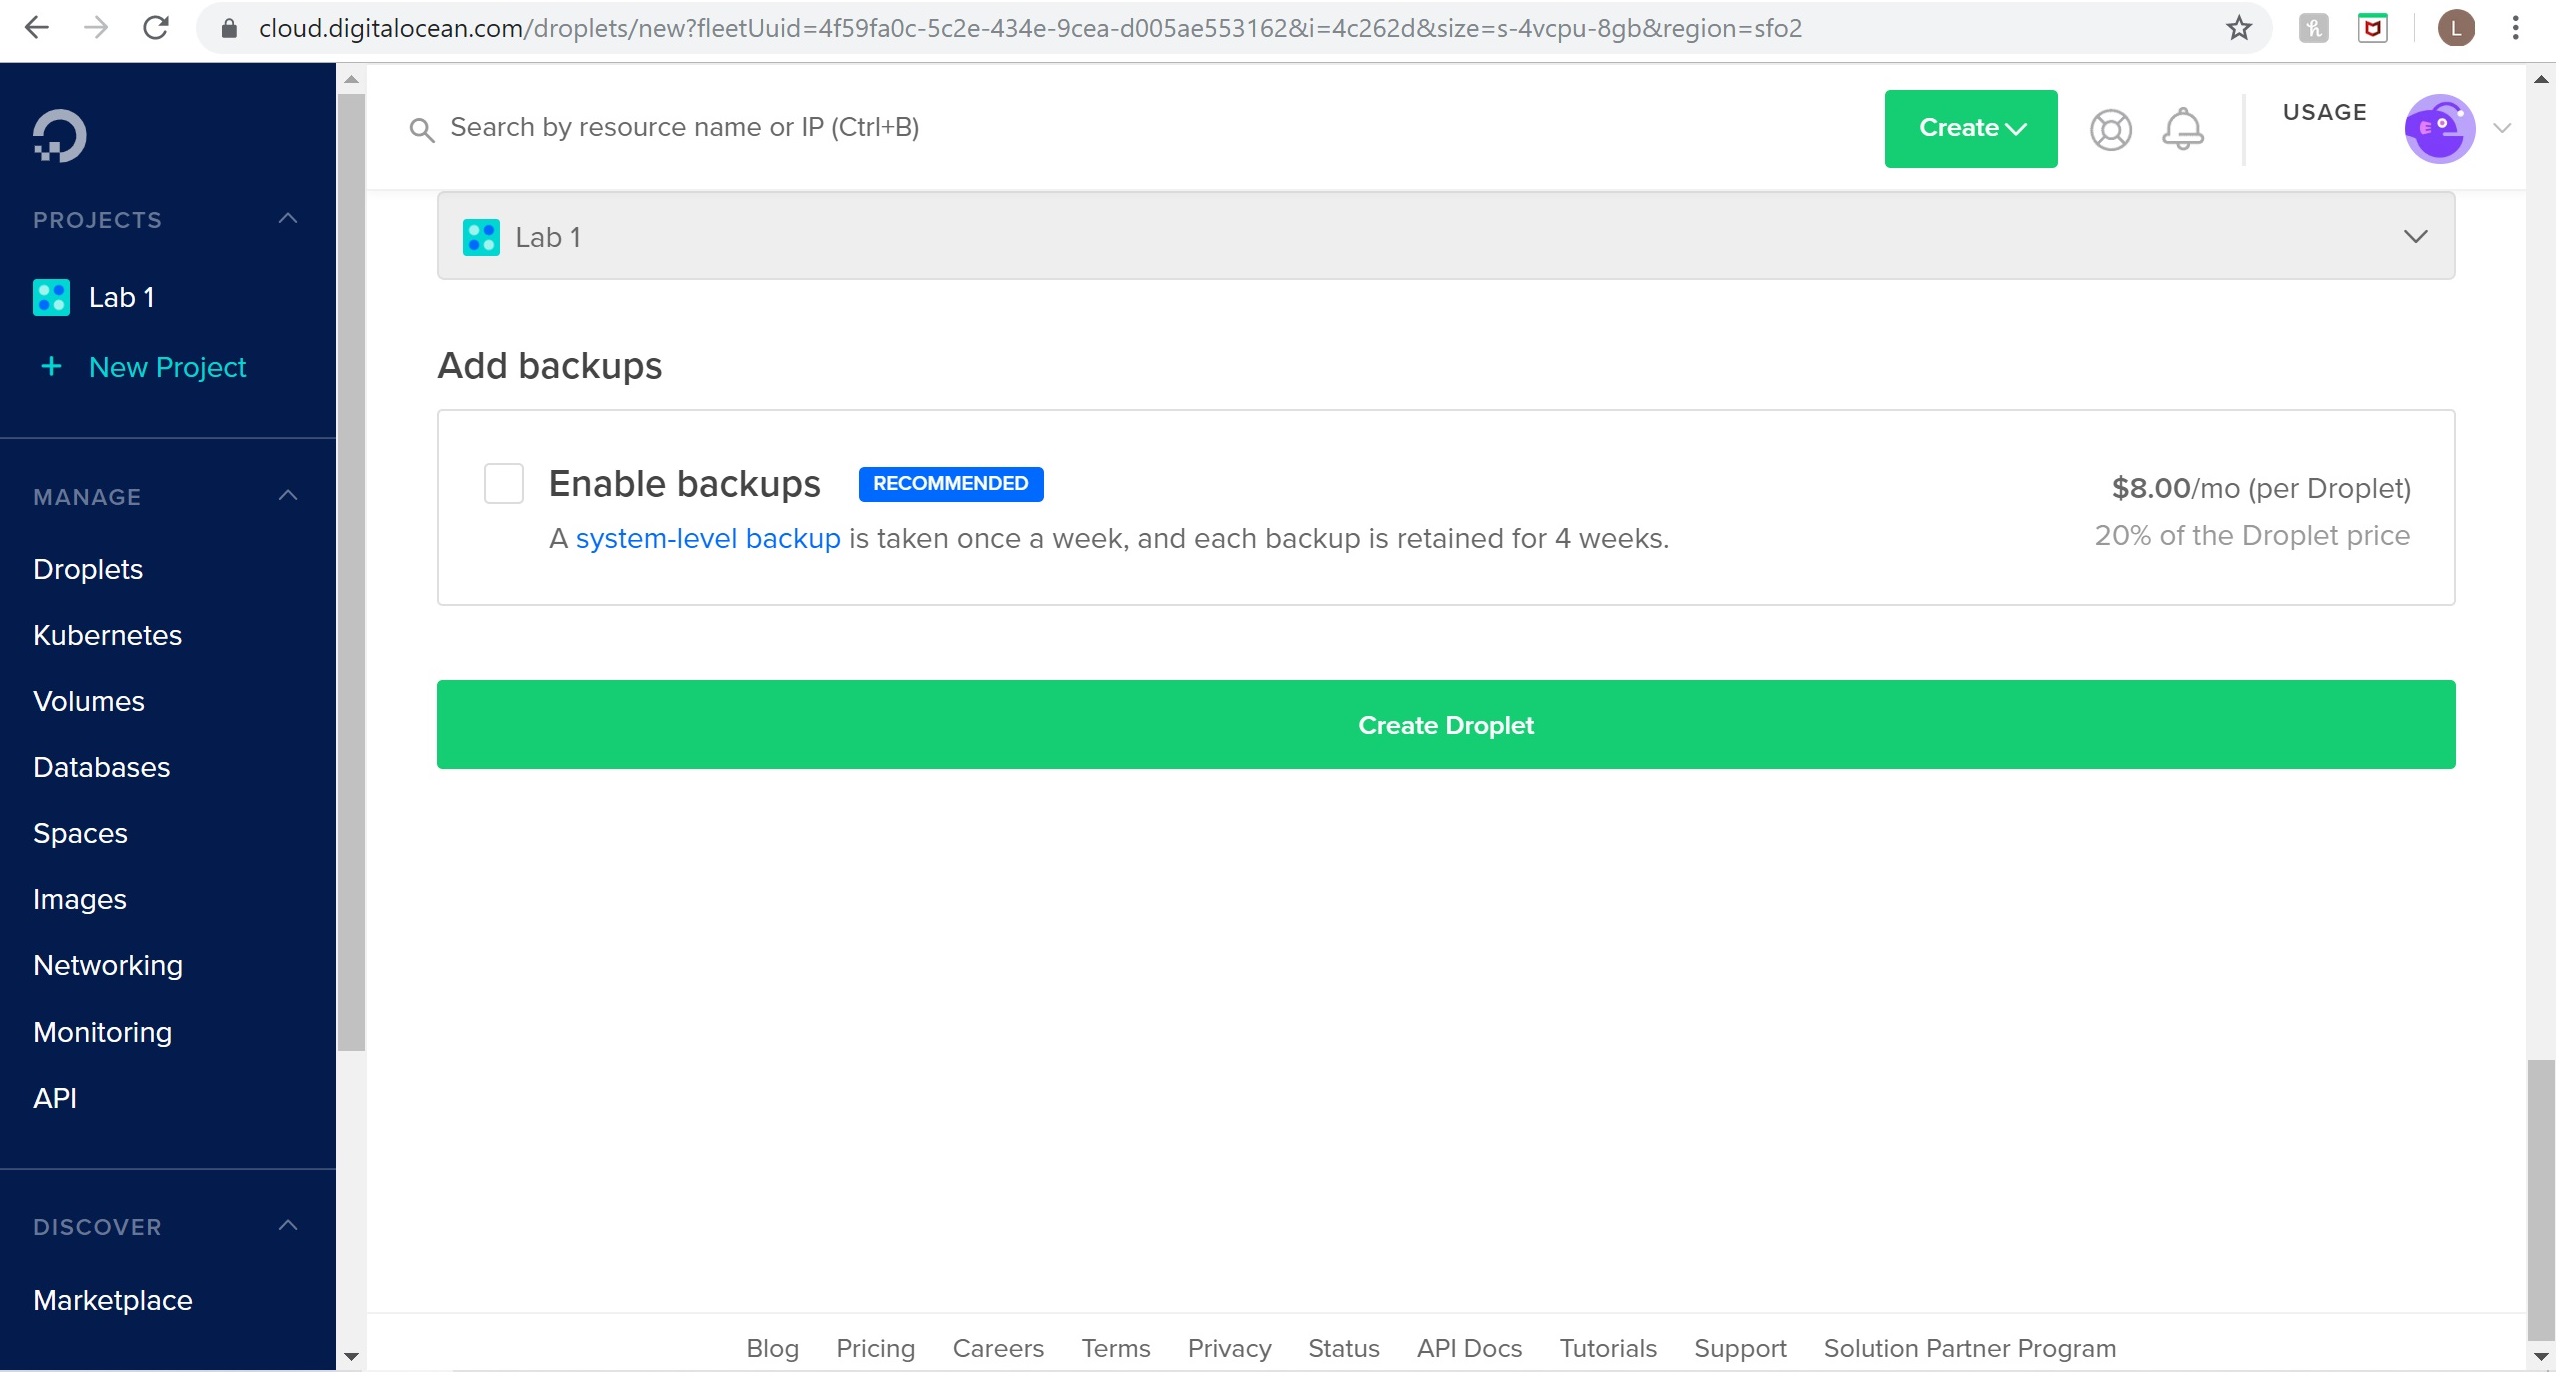 cloud.digitalocean.com/droplets/new?fleetUuid=4f59fa0c-5c2e-434e-9cea-d005ae553162&i=4c262d&size=s-4vcpu-8gb&region=sfo2
L
Search by resource name or IP (Ctrl+B)
Create
USAGE
PROJECTS
Lab 1
New Project
MANAGE
Droplets
Kubernetes
Volumes
Databases
Spaces
Images
Networking
Monitoring
API
DISCOVER
Marketplace
Lab 1
Add backups
Enable backups RECOMMENDED
A system-level backup is taken once a week, and each backup is retained for 4 weeks.
$8.00/mo (per Droplet)
20% of the Droplet price
Create Droplet
Blog Pricing Careers Terms Privacy Status API Docs Tutorials Support Solution Partner Program